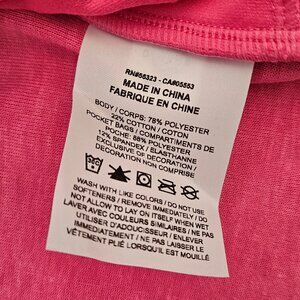 RN#56323 - CA#05553
MADE IN CHINA
FABRIQUE EN CHINE
BODY / CORPS: 78% POLYESTER
22% COTTON / COTON
POCKET BAGS / COMPARTIMENTS
POCHE: 88% POLYESTER
12% SPANDEX / ELASTHANNE
EXCLUSIVE OF DECORATION /
DÉCORATION NON COMPRISE
WASH WITH LIKE COLORS / DO NOT USE
SOFTENERS / REMOVE IMMEDIATELY / DO
NOT ALLOW TO LAY ON ITSELF WHEN WET
LAVER AVEC COULEURS SIMILAIRES / NE PAS
UTILISER D'ADOUCISSEUR / ENLEVER
IMMÉDIATEMENT / NE PAS LAISSER LE
VÊTEMENT PLIÉ LORSQU'IL EST MOUILLÉ